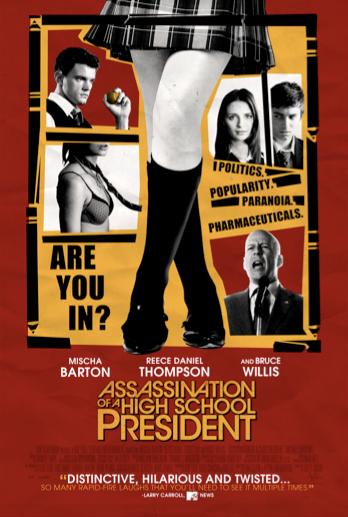 POLITICS.
POPULARITY.
PARANOIA.
PHARMACEUTICALS.
ARE
YOU
IN?
MISCHA
BARTON
REECE DANIEL
THOMPSON
AND BRUCE
WILLIS
ASSASSINATION
OF A HIGH SCHOOL
PRESIDENT
“DISTINCTIVE, HILARIOUS AND TWISTED...
SO MANY RAPID-FIRE LAUGHS THAT YOU'LL NEED TO SEE IT MULTIPLE TIMES.”
-LARRY CARROLL, MTV NEWS